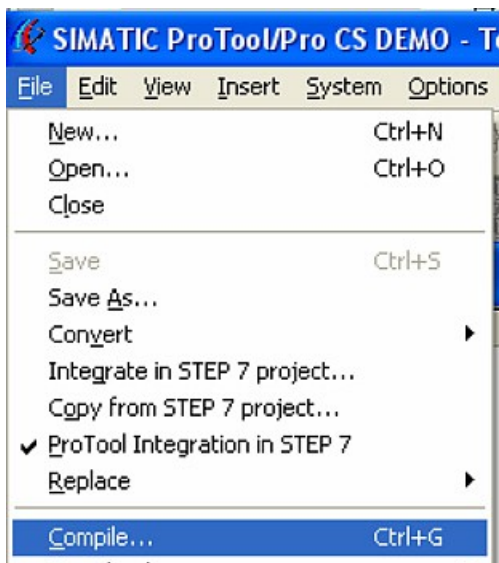 SIMATIC ProTool/Pro CS DEMO - T
File Edit View Insert System Options
New... Ctrl+N
Open... Ctrl+O
Close
Save Ctrl+S
Save As...
Convert
Integrate in STEP 7 project...
Copy from STEP 7 project...
ProTool Integration in STEP 7
Replace
Compile... Ctrl+G